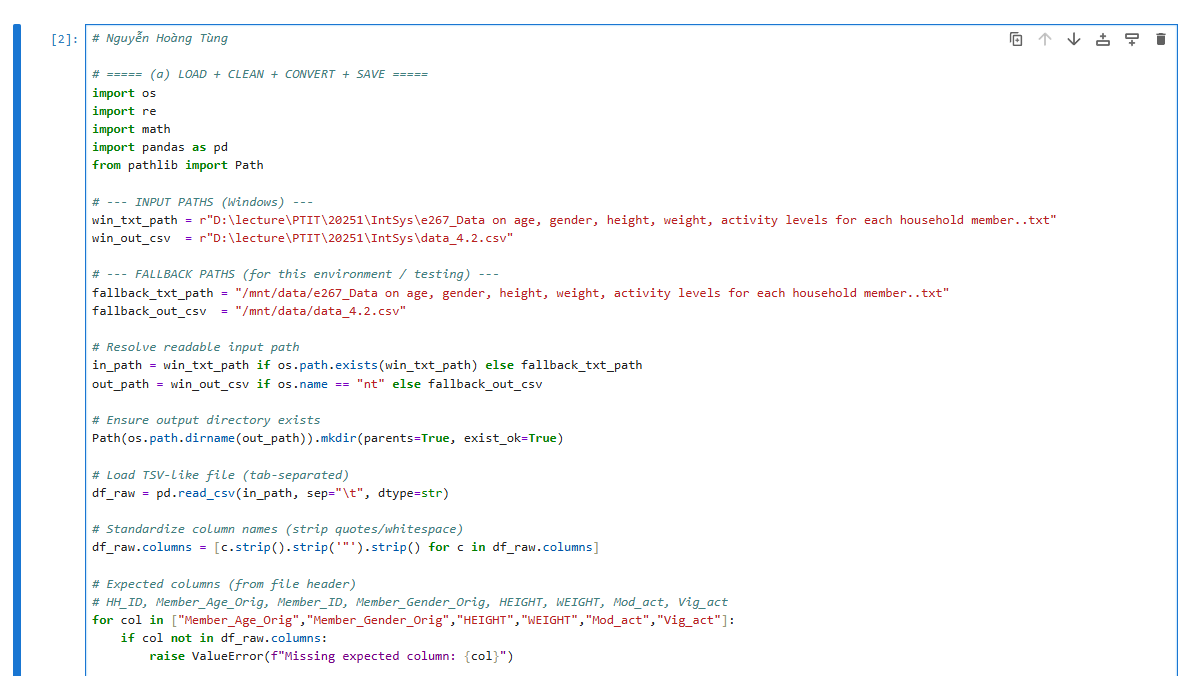 [2]:
# Nguyễn Hoàng Tùng
# ===== (a) LOAD + CLEAN + CONVERT + SAVE =====
import os
import re
import math
import pandas as pd
from pathlib import Path
# --- INPUT PATHS (Windows) ---
win_txt_path = r"D:\lecture\PTIT\20251\IntSys\e267_Data on age, gender, height, weight, activity levels for each household member..txt"
win_out_csv  = r"D:\lecture\PTIT\20251\IntSys\data_4.2.csv"
# --- FALLBACK PATHS (for this environment / testing) ---
fallback_txt_path = "/mnt/data/e267_Data on age, gender, height, weight, activity levels for each household member..txt"
fallback_out_csv  = "/mnt/data/data_4.2.csv"
# Resolve readable input path
in_path = win_txt_path if os.path.exists(win_txt_path) else fallback_txt_path
out_path = win_out_csv if os.name == "nt" else fallback_out_csv
# Ensure output directory exists
Path(os.path.dirname(out_path)).mkdir(parents=True, exist_ok=True)
# Load TSV-like file (tab-separated)
df_raw = pd.read_csv(in_path, sep="\t", dtype=str)
# Standardize column names (strip quotes/whitespace)
df_raw.columns = [c.strip().strip('"').strip() for c in df_raw.columns]
# Expected columns (from file header)
# HH_ID, Member_Age_Orig, Member_ID, Member_Gender_Orig, HEIGHT, WEIGHT, Mod_act, Vig_act
for col in ["Member_Age_Orig","Member_Gender_Orig","HEIGHT","WEIGHT","Mod_act","Vig_act"]:
    if col not in df_raw.columns:
        raise ValueError(f"Missing expected column: {col}")